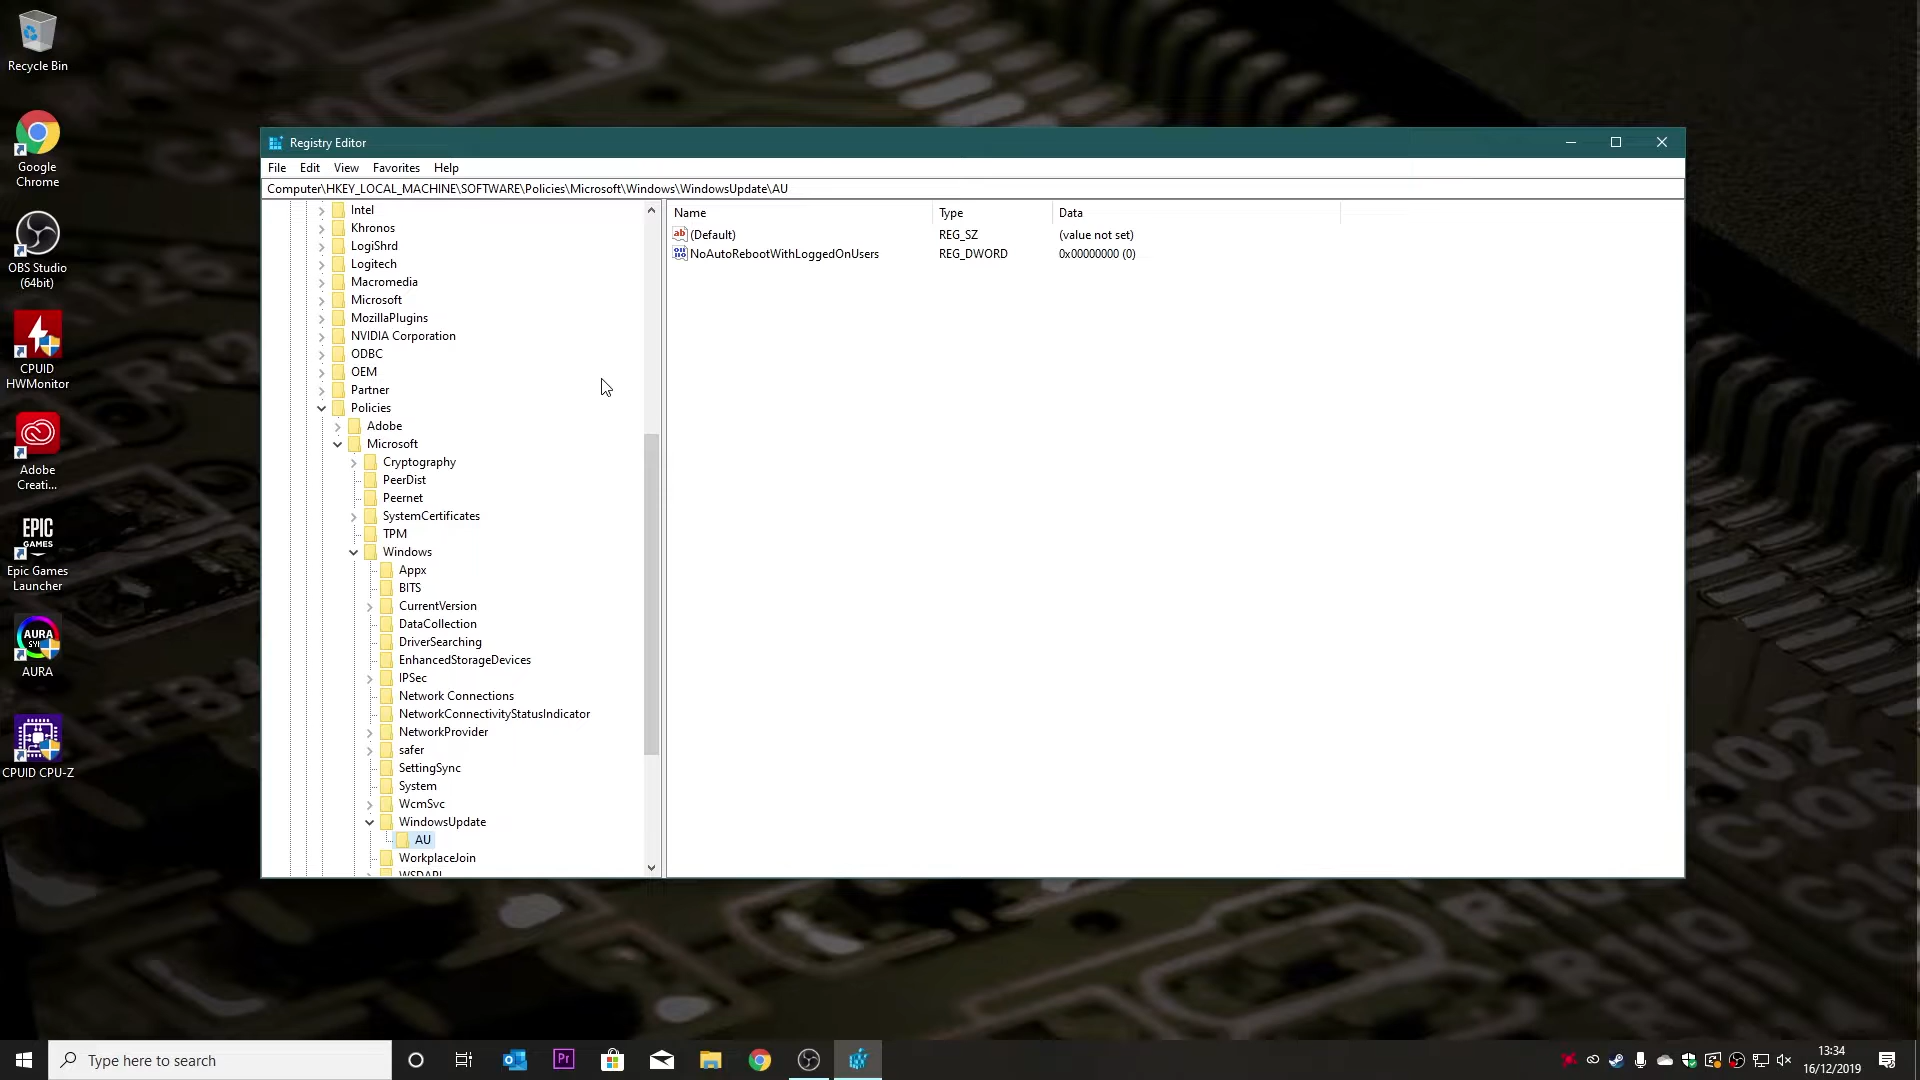 Recycle Bin
Google
Chrome
OBS Studio
(64bit)
CPUID
HWMonitor
Adobe
Creati...
EPIC
GAMES
Epic Games
Launcher
AURA
AURA
CPUID CPU-Z
Registry Editor
File Edit View Favorites Help
Computer\HKEY_LOCAL_MACHINE\SOFTWARE\Policies\Microsoft\Windows\WindowsUpdate\AU
Intel
Khronos
LogiShrd
Logitech
Macromedia
Microsoft
MozillaPlugins
NVIDIA Corporation
ODBC
OEM
Partner
Policies
Adobe
Microsoft
Cryptography
PeerDist
Peernet
SystemCertificates
TPM
Windows
Appx
BITS
CurrentVersion
DataCollection
DriverSearching
EnhancedStorageDevices
IPSec
Network Connections
NetworkConnectivityStatusIndicator
NetworkProvider
safer
SettingSync
System
WcmSvc
WindowsUpdate
AU
WorkplaceJoin
WSDAPI
Name Type Data
(Default) REG_SZ (value not set)
NoAutoRebootWithLoggedOnUsers REG_DWORD 0x00000000 (0)
Type here to search
Pr
13:34
16/12/2019